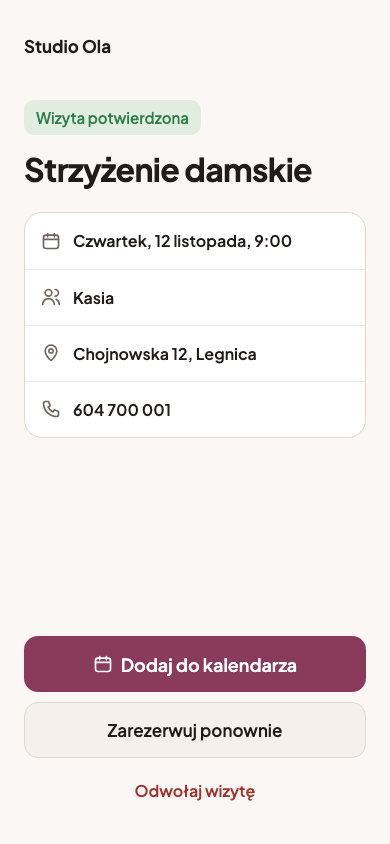 Studio Ola
Wizyta potwierdzona
Strzyżenie damskie
Czwartek, 12 listopada, 9:00
Kasia
Chojnowska 12, Legnica
604 700 001
Dodaj do kalendarza
Zarezerwuj ponownie
Odwołaj wizytę